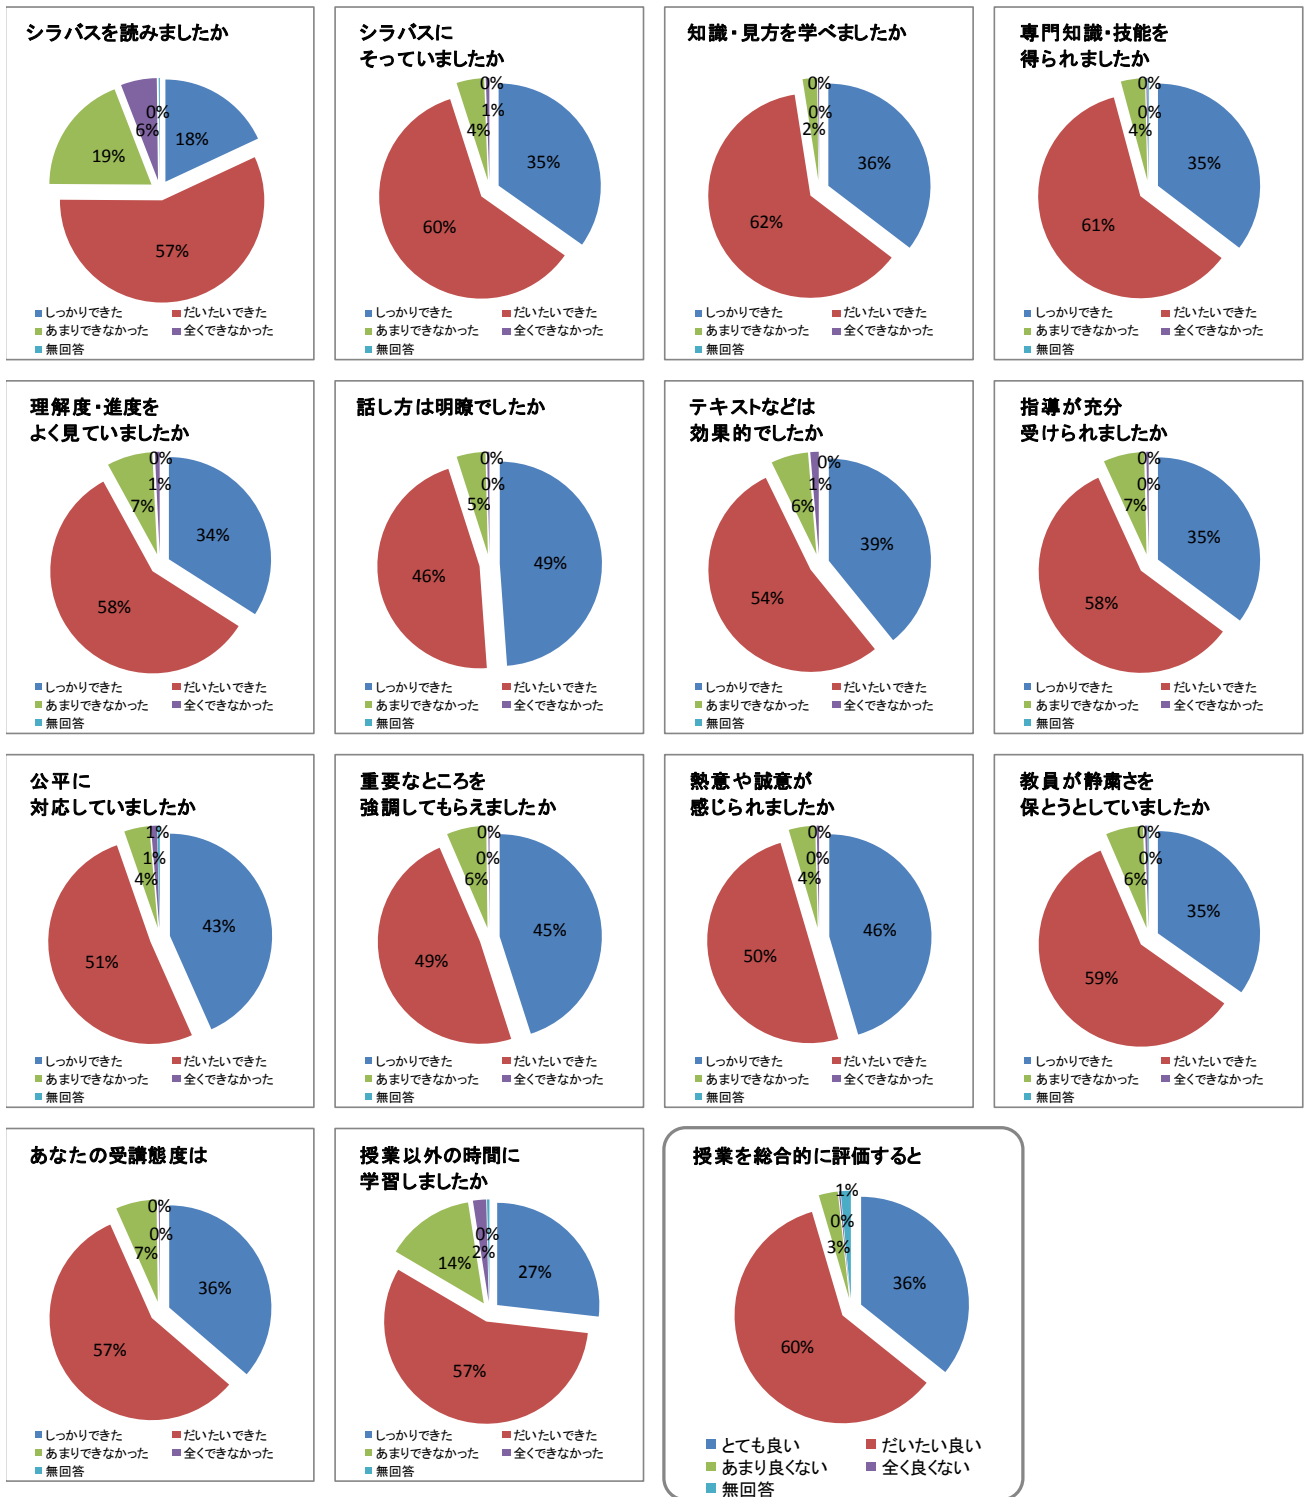 シラバスを読みましたか
0%
6%
18%
19%
57%
■しっかりできた ■だいたいできた
■あまりできなかった ■全くできなかった
■無回答
シラバスに
そっていましたか
0%
1%
4%
35%
60%
■しっかりできた ■だいたいできた
■あまりできなかった ■全くできなかった
■無回答
知識・見方を学べましたか
0%
0%
2%
36%
62%
■しっかりできた ■だいたいできた
■あまりできなかった ■全くできなかった
■無回答
専門知識・技能を
得られましたか
0%
0%
4%
35%
61%
■しっかりできた ■だいたいできた
■あまりできなかった ■全くできなかった
■無回答
理解度・進度を
よく見ていましたか
0%
1%
7%
34%
58%
■しっかりできた ■だいたいできた
■あまりできなかった ■全くできなかった
■無回答
話し方は明瞭でしたか
0%
0%
5%
49%
46%
■しっかりできた ■だいたいできた
■あまりできなかった ■全くできなかった
■無回答
テキストなどは
効果的でしたか
0%
1%
6%
39%
54%
■しっかりできた ■だいたいできた
■あまりできなかった ■全くできなかった
■無回答
指導が充分
受けられましたか
0%
0%
7%
35%
58%
■しっかりできた ■だいたいできた
■あまりできなかった ■全くできなかった
■無回答
公平に
対応していましたか
1%
1%
4%
43%
51%
■しっかりできた ■だいたいできた
■あまりできなかった ■全くできなかった
■無回答
重要なところを
強調してもらえましたか
0%
0%
6%
45%
49%
■しっかりできた ■だいたいできた
■あまりできなかった ■全くできなかった
■無回答
熱意や誠意が
感じられましたか
0%
0%
4%
46%
50%
■しっかりできた ■だいたいできた
■あまりできなかった ■全くできなかった
■無回答
教員が静粛さを
保とうとしていましたか
0%
0%
6%
35%
59%
■しっかりできた ■だいたいできた
■あまりできなかった ■全くできなかった
■無回答
あなたの受講態度は
0%
0%
7%
36%
57%
■しっかりできた ■だいたいできた
■あまりできなかった ■全くできなかった
■無回答
授業以外の時間に
学習しましたか
0%
2%
14%
27%
57%
■しっかりできた ■だいたいできた
■あまりできなかった ■全くできなかった
■無回答
授業を総合的に評価すると
1%
0%
3%
36%
60%
■とても良い ■だいたい良い
■あまり良くない ■全く良くない
■無回答